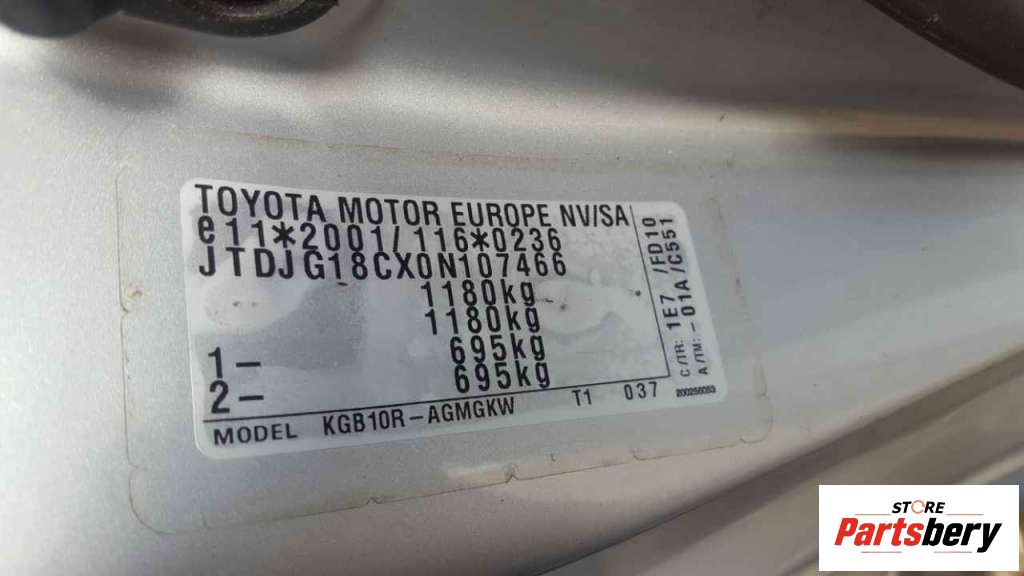 TOYOTA MOTOR EUROPE NV/SA
e11*2001/116*0236
JTDJG18CX0N107466
1180kg
1180kg
1- 695kg
2- 695kg
MODEL KGB10R-AGMGKW T1 037
C/TR: 1E7 /FD10
A/TM: -01A /C551
STORE
Partsbery